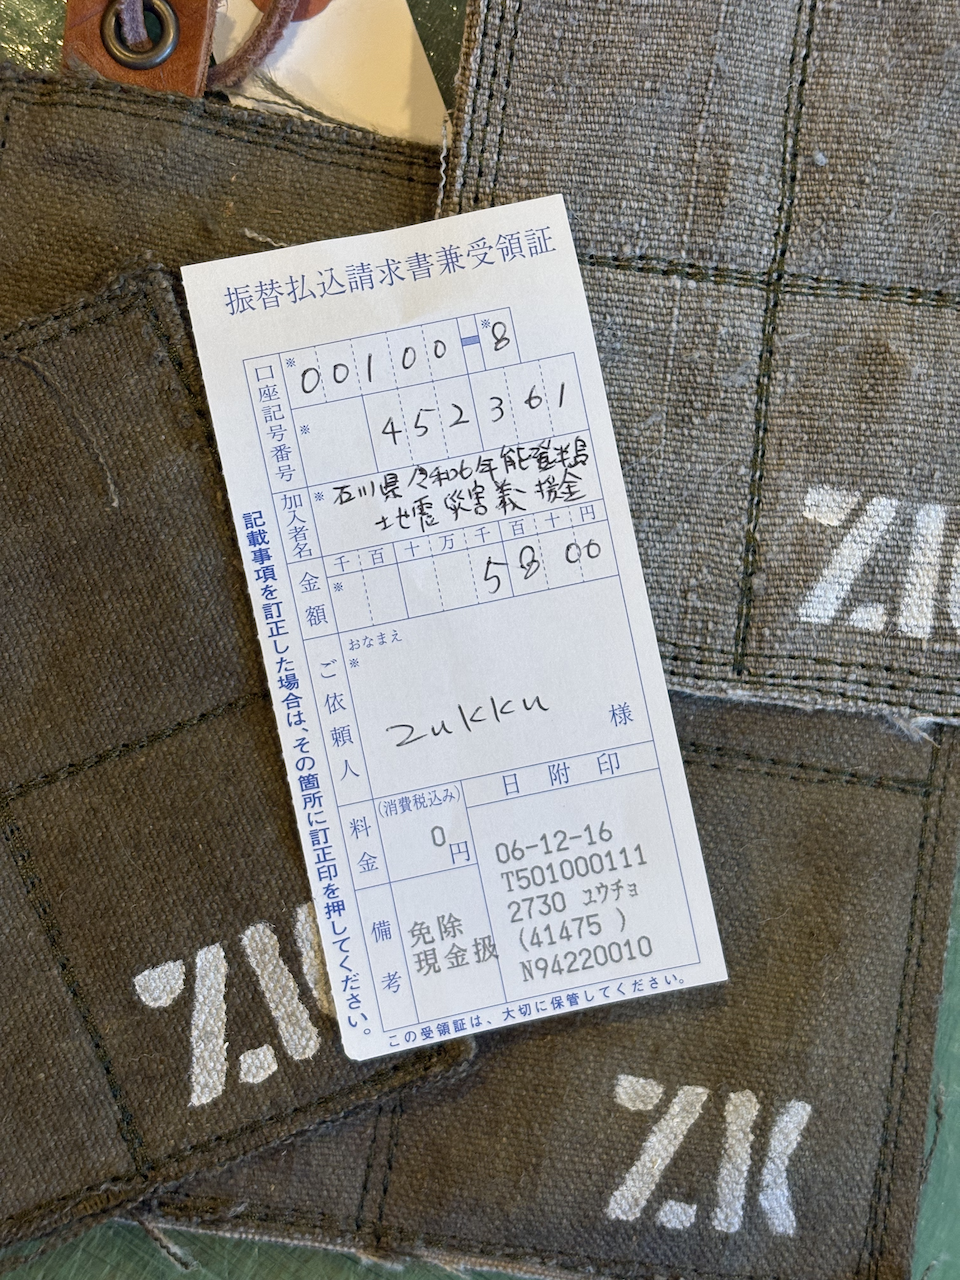 振替払込請求書兼受領証
口座記号番号
※ 00100-※8
※ 452361
加入者名
※ 石川県令和6年能登半島
地震災害義援金
金額
千 百 十 万 千 百 十 円
※ 5800
ご依頼人
おなまえ
※
zukku 様
料金
(消費税込み)
0円
日附印
06-12-16
T501000111
2730 ユウチョ
(41475 )
N94220010
備考
免除
現金扱
記載事項を訂正した場合は、その箇所に訂正印を押してください。
この受領証は、大切に保管してください。
Z.K